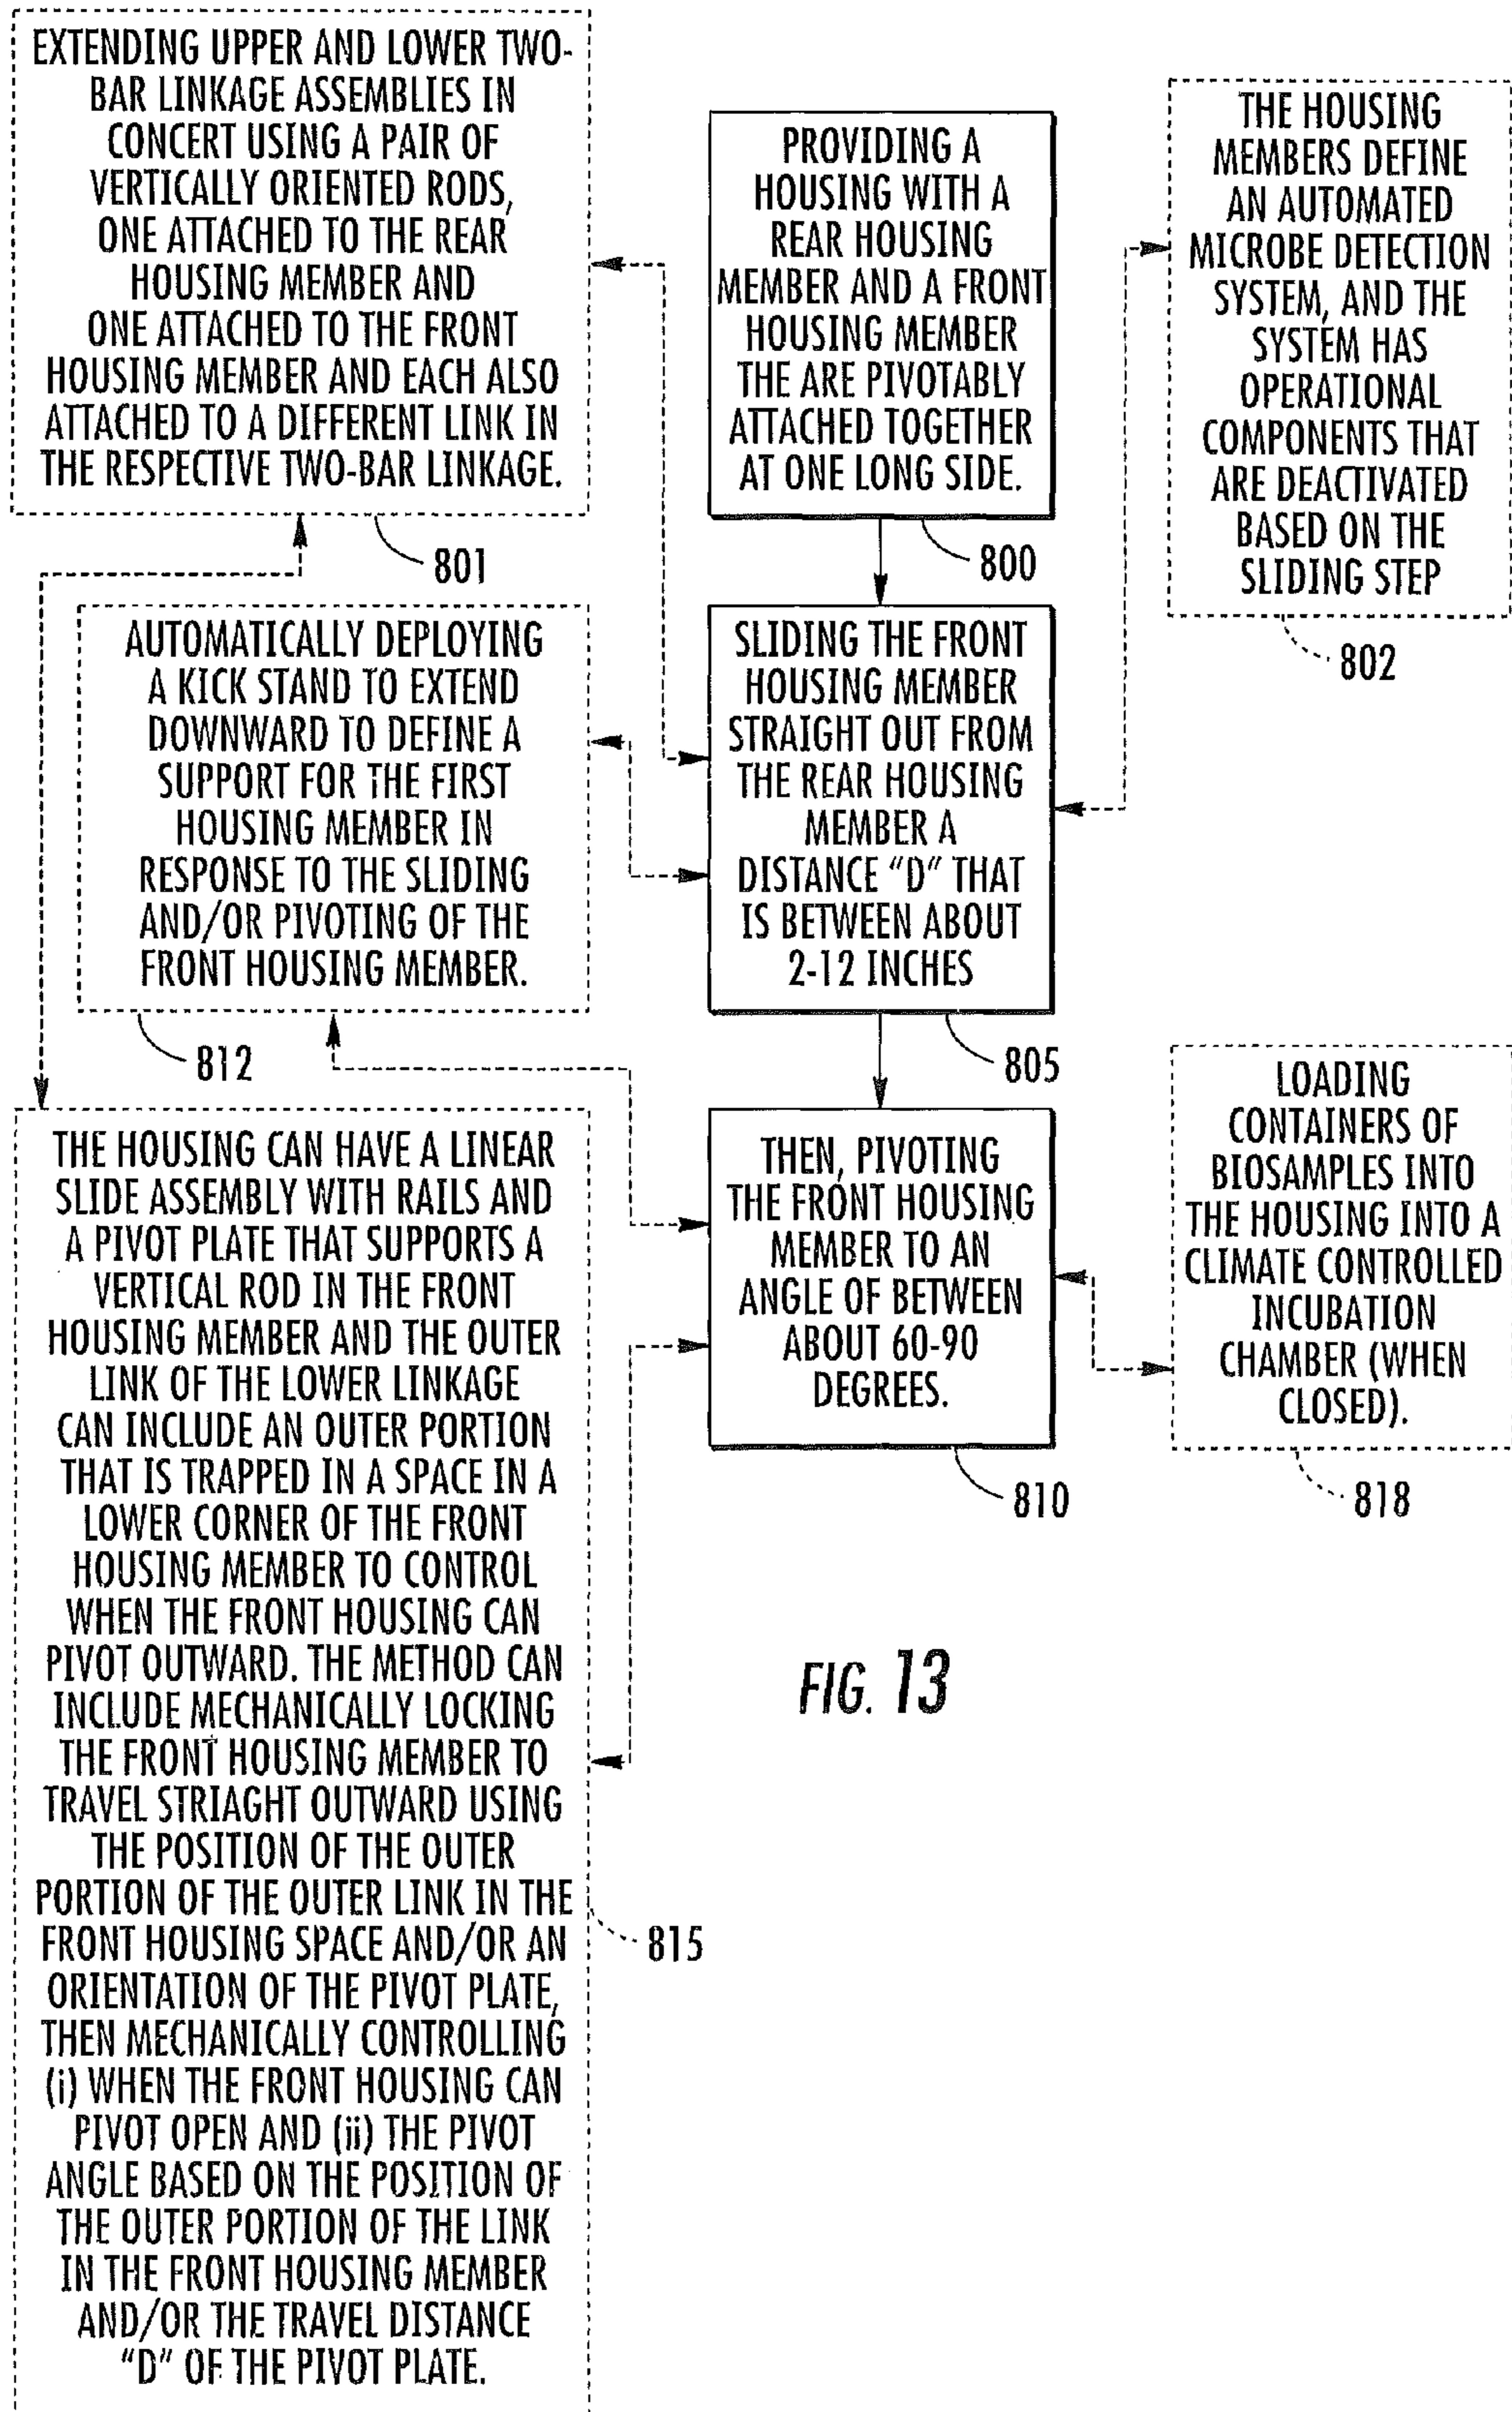 EXTENDING UPPER AND LOWER TWO-
BAR LINKAGE ASSEMBLIES IN
CONCERT USING A PAIR OF
VERTICALLY ORIENTED RODS,
ONE ATTACHED TO THE REAR
HOUSING MEMBER AND
ONE ATTACHED TO THE FRONT
HOUSING MEMBER AND EACH ALSO
ATTACHED TO A DIFFERENT LINK IN
THE RESPECTIVE TWO-BAR LINKAGE.
801
PROVIDING A
HOUSING WITH A
REAR HOUSING
MEMBER AND A FRONT
HOUSING MEMBER
THE ARE PIVOTABLY
ATTACHED TOGETHER
AT ONE LONG SIDE.
800
THE HOUSING
MEMBERS DEFINE
AN AUTOMATED
MICROBE DETECTION
SYSTEM, AND THE
SYSTEM HAS
OPERATIONAL
COMPONENTS THAT
ARE DEACTIVATED
BASED ON THE
SLIDING STEP
802
AUTOMATICALLY DEPLOYING
A KICK STAND TO EXTEND
DOWNWARD TO DEFINE A
SUPPORT FOR THE FIRST
HOUSING MEMBER IN
RESPONSE TO THE SLIDING
AND/OR PIVOTING OF THE
FRONT HOUSING MEMBER.
812
SLIDING THE FRONT
HOUSING MEMBER
STRAIGHT OUT FROM
THE REAR HOUSING
MEMBER A
DISTANCE "D" THAT
IS BETWEEN ABOUT
2-12 INCHES
805
THE HOUSING CAN HAVE A LINEAR
SLIDE ASSEMBLY WITH RAILS AND
A PIVOT PLATE THAT SUPPORTS A
VERTICAL ROD IN THE FRONT
HOUSING MEMBER AND THE OUTER
LINK OF THE LOWER LINKAGE
CAN INCLUDE AN OUTER PORTION
THAT IS TRAPPED IN A SPACE IN A
LOWER CORNER OF THE FRONT
HOUSING MEMBER TO CONTROL
WHEN THE FRONT HOUSING CAN
PIVOT OUTWARD. THE METHOD CAN
INCLUDE MECHANICALLY LOCKING
THE FRONT HOUSING MEMBER TO
TRAVEL STRIAGHT OUTWARD USING
THE POSITION OF THE OUTER
PORTION OF THE OUTER LINK IN THE
FRONT HOUSING SPACE AND/OR AN
ORIENTATION OF THE PIVOT PLATE,
THEN MECHANICALLY CONTROLLING
(i) WHEN THE FRONT HOUSING CAN
PIVOT OPEN AND (ii) THE PIVOT
ANGLE BASED ON THE POSITION OF
THE OUTER PORTION OF THE LINK
IN THE FRONT HOUSING MEMBER
AND/OR THE TRAVEL DISTANCE
"D" OF THE PIVOT PLATE.
815
THEN, PIVOTING
THE FRONT HOUSING
MEMBER TO AN
ANGLE OF BETWEEN
ABOUT 60-90
DEGREES.
810
LOADING
CONTAINERS OF
BIOSAMPLES INTO
THE HOUSING INTO A
CLIMATE CONTROLLED
INCUBATION
CHAMBER (WHEN
CLOSED).
818
FIG. 13